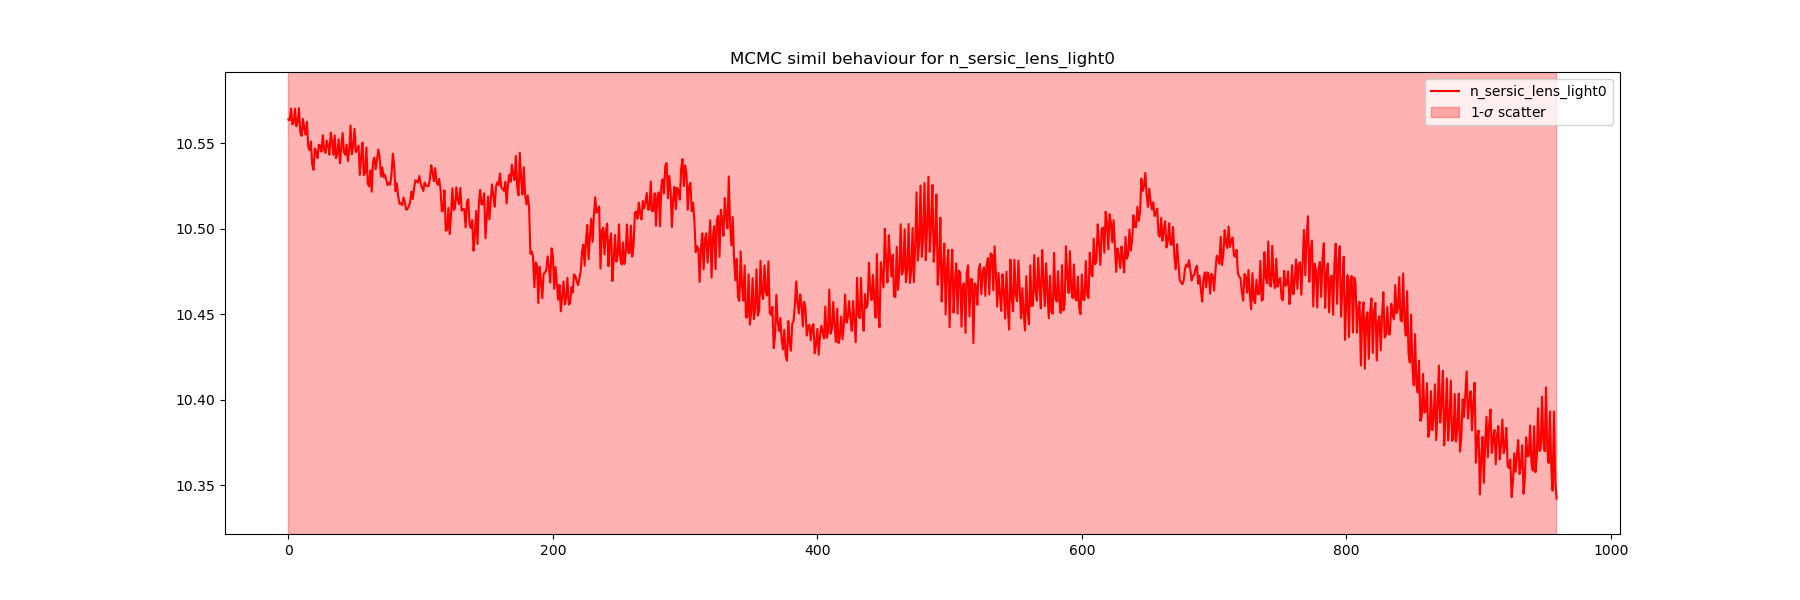 MCMC simil behaviour for n_sersic_lens_light0
n_sersic_lens_light0
1-σ scatter
10.55
10.50
10.45
10.40
10.35
0 200 400 600 800 1000